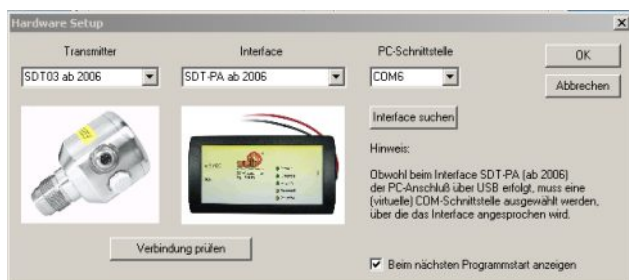 Hardware Setup
Transmitter
Interface
PC-Schnittstelle
SDT03 ab 2006
SDT-PA ab 2006
COM6
OK
Abbrechen
Interface suchen
Hinweis:
Obwohl beim Interface SDT-PA (ab 2006)
der PC-Anschluß über USB erfolgt, muss eine
(virtuelle) COM-Schnittstelle ausgewählt werden,
über die das Interface angesprochen wird.
Verbindung prüfen
Beim nächsten Programmstart anzeigen